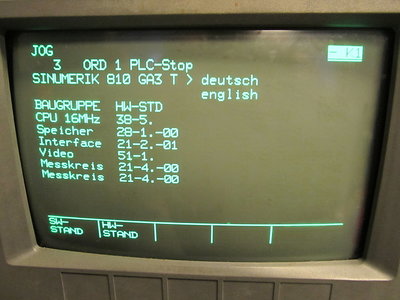 JOG
3 ORD 1 PLC-Stop
SINUMERIK 810 GA3 T > deutsch
english
BAUGRUPPE HW-STD
CPU 16MHz 38-5.
Speicher 28-1.-00
Interface 21-2.-01
Video 51-1.
Messkreis 21-4.-00
Messkreis 21-4.-00
SW-STAND
HW-STAND